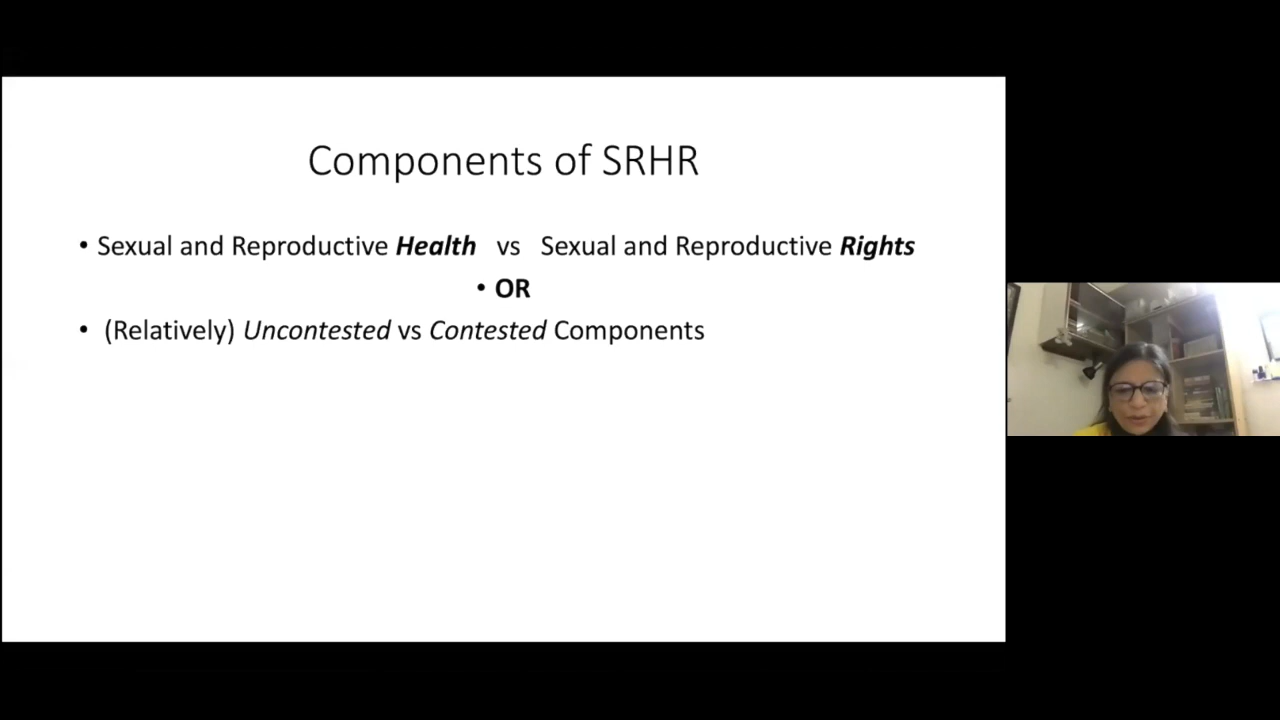 Components of SRHR
• Sexual and Reproductive Health vs Sexual and Reproductive Rights
• OR
• (Relatively) Uncontested vs Contested Components